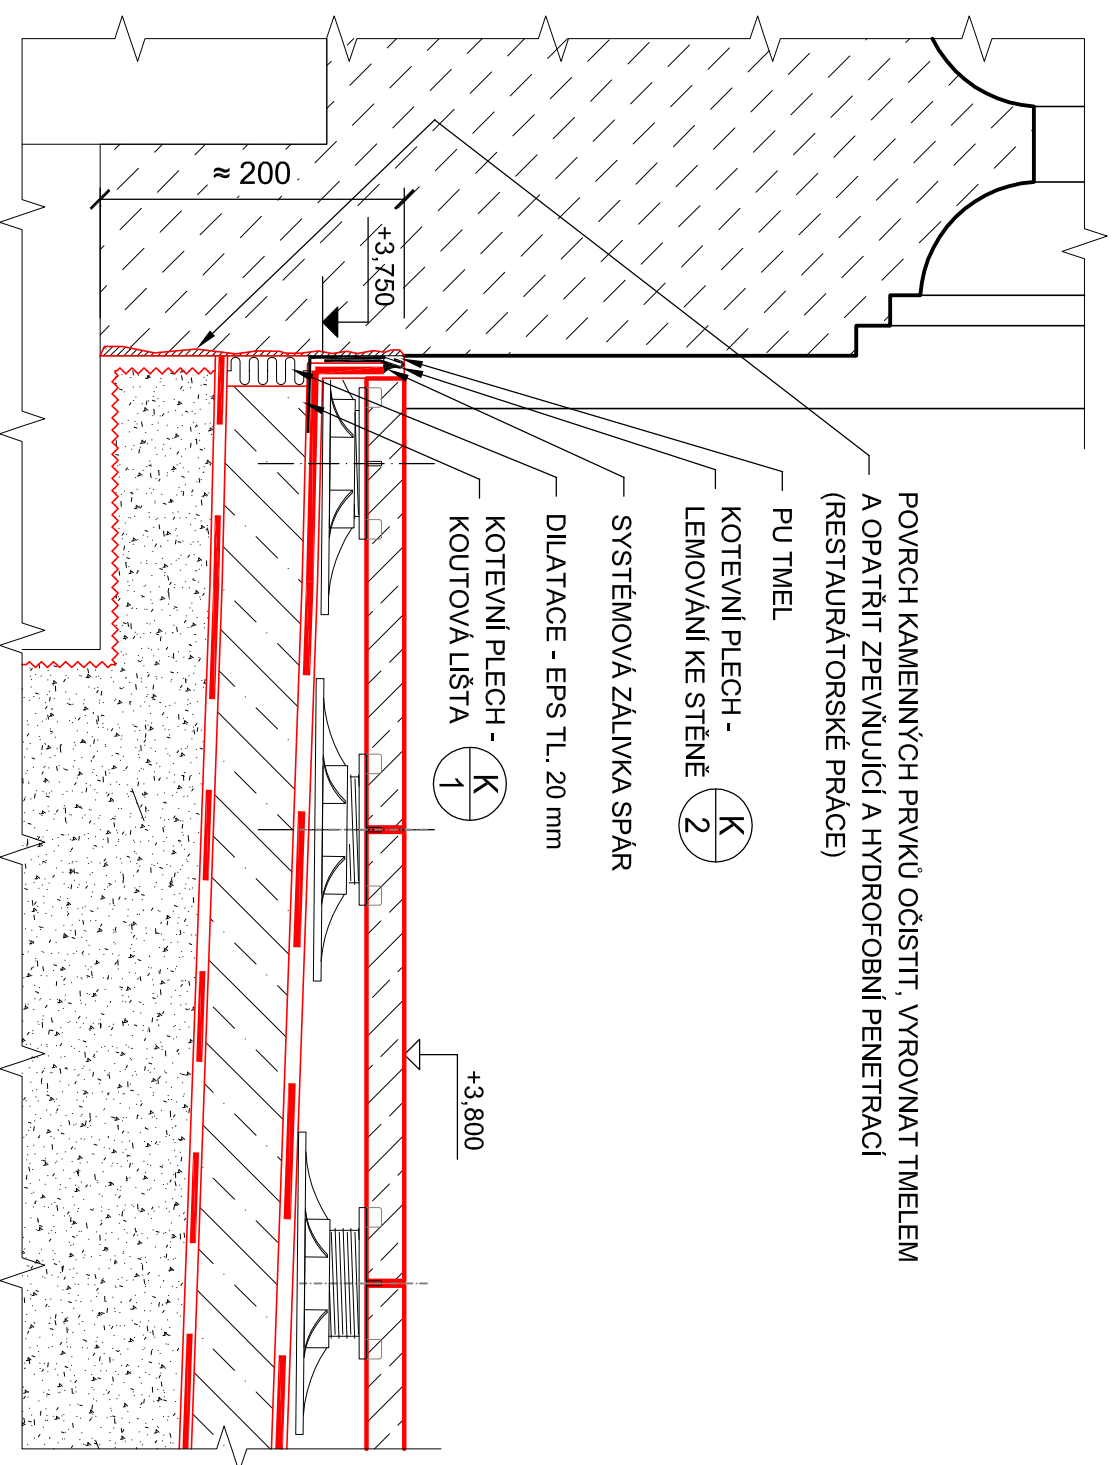 POVRCH KAMENNÝCH PRVKŮ OČISTIT, VYROVNAT TMELEM
A OPATŘIT ZPEVŇUJÍCÍ A HYDROFOBNÍ PENETRACÍ
(RESTAURÁTORSKÉ PRÁCE)
PU TMEL
KOTEVNÍ PLECH -
LEMOVÁNÍ KE STĚNĚ
K
2
SYSTÉMOVÁ ZÁLIVKA SPÁR
DILATACE - EPS TL. 20 mm
KOTEVNÍ PLECH -
KOUTOVÁ LIŠTA
K
1
+3,750
+3,800
≈ 200